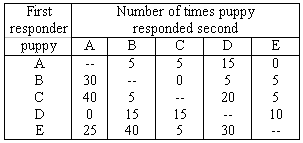 First responder puppy Number of times puppy responded second
A B C D E
A -- 5 5 15 0
B 30 -- 0 5 5
C 40 5 -- 20 5
D 0 15 15 -- 10
E 25 40 5 30 --